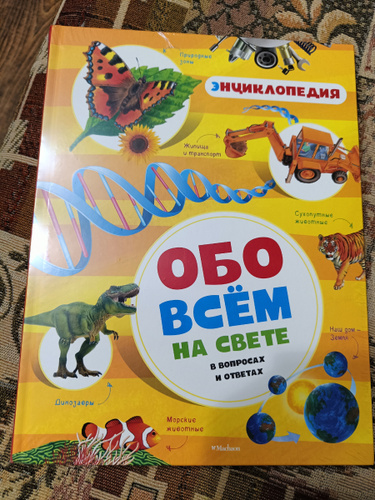 Природные
зоны
ЭНЦИКЛОПЕДИЯ
Жилища
и транспорт
Сухопутные
животные
ОБО
ВСЁМ
НА СВЕТЕ
В ВОПРОСАХ
И ОТВЕТАХ
Наш дом -
Земля
Динозавры
Морские
животные
Machaon